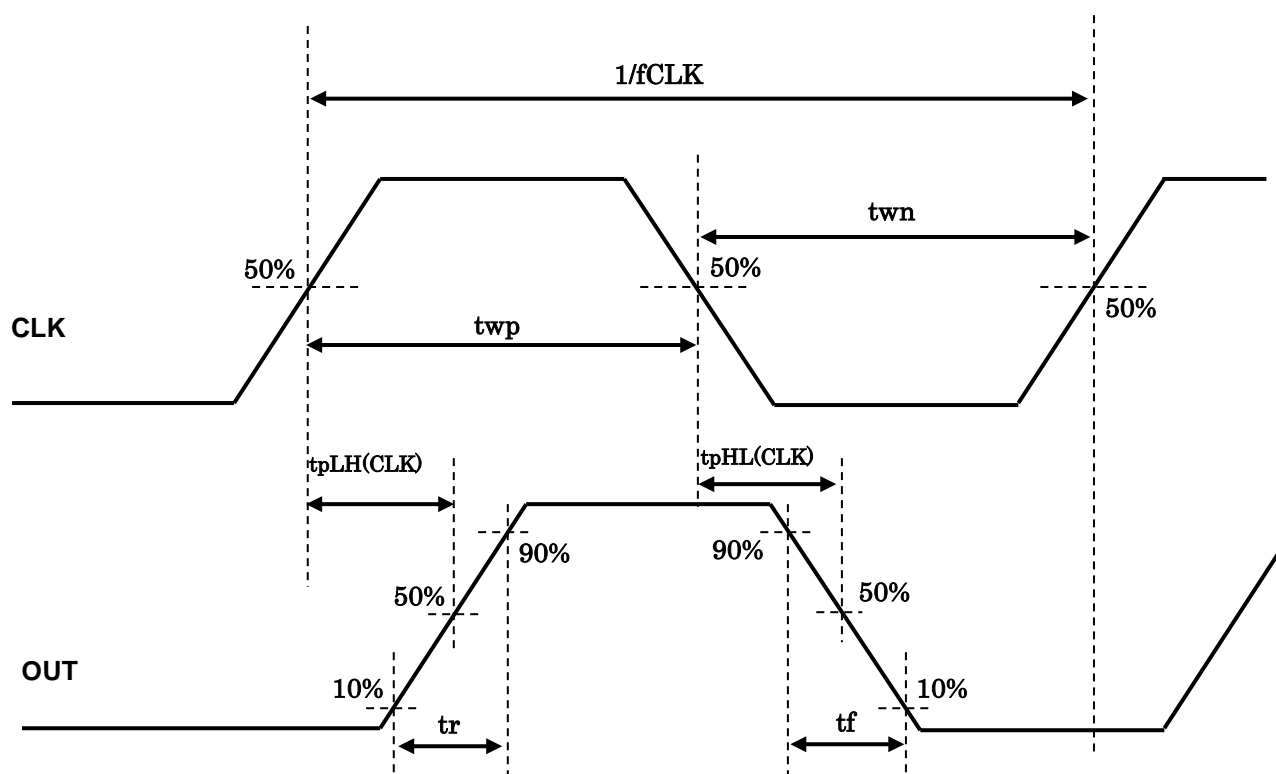 1/fCLK
twn
50%
50%
50%
CLK
twp
tpLH(CLK)
tpHL(CLK)
90%
90%
50%
50%
OUT
10%
10%
tr
tf